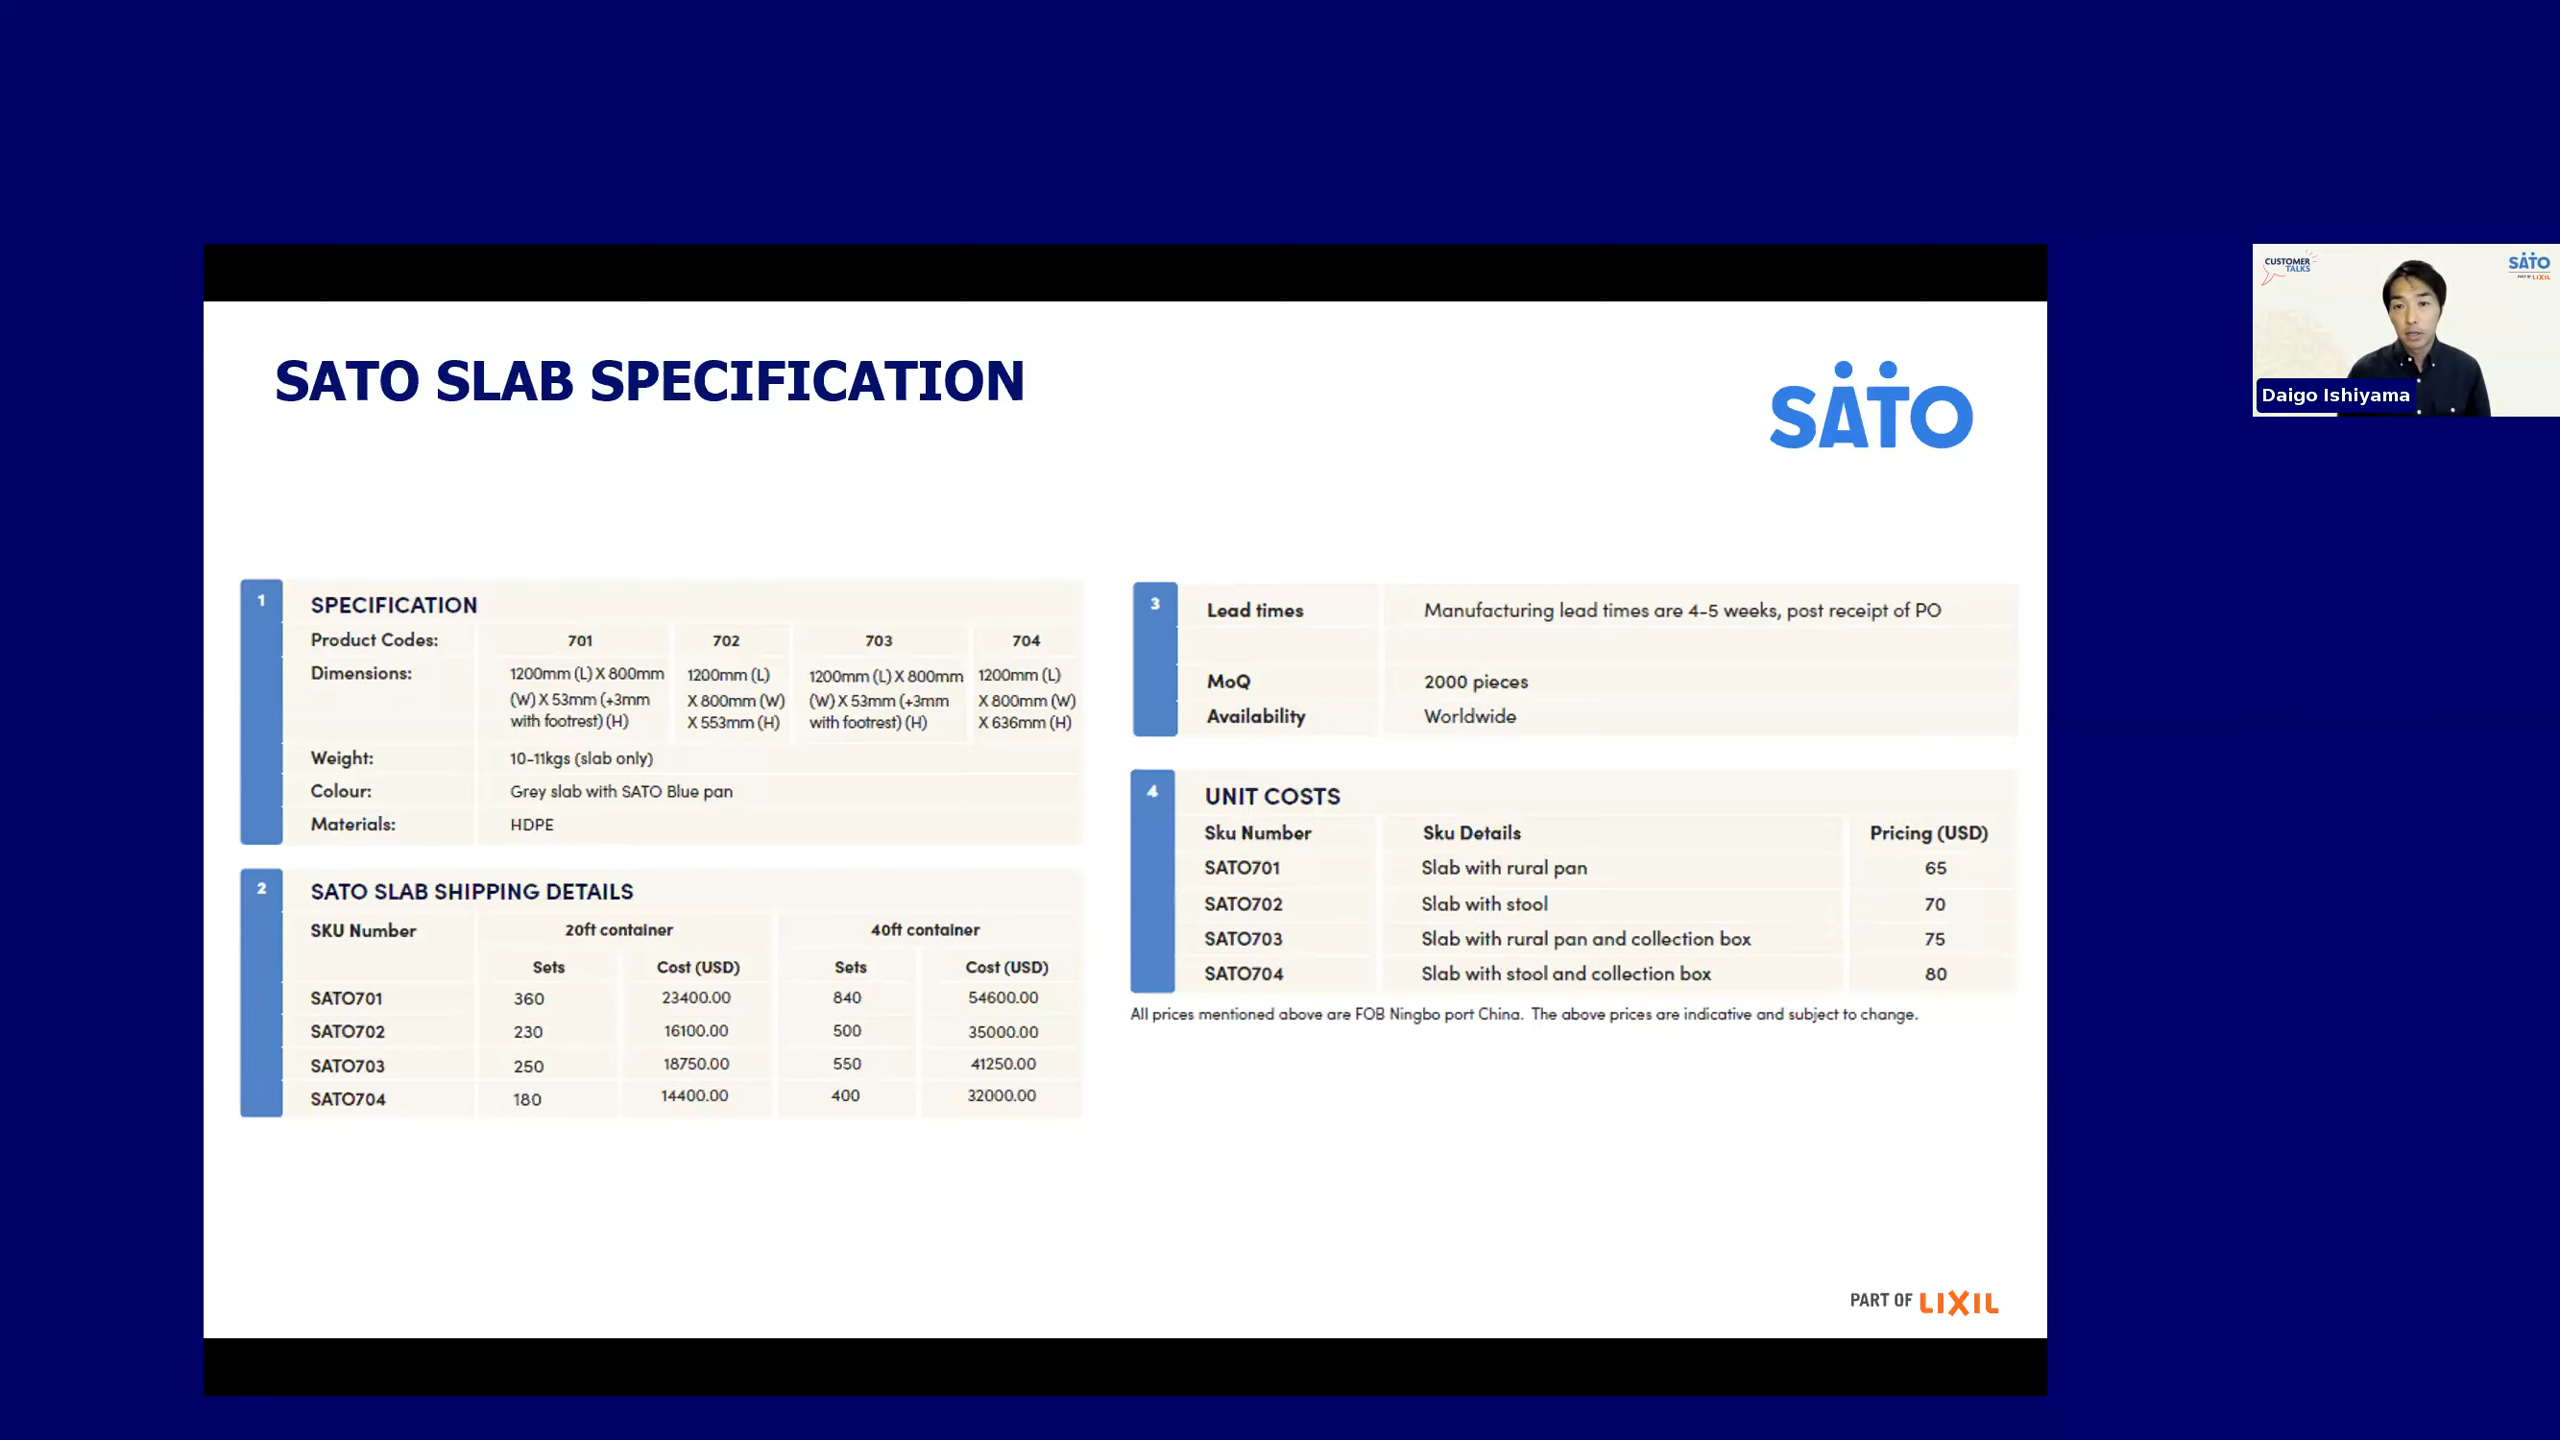 SATO SLAB SPECIFICATION
SATO
1
SPECIFICATION
Product Codes: 701 702 703 704
Dimensions: 1200mm (L) X 800mm 1200mm (L) 1200mm (L) X 800mm 1200mm (L)
(W) X 53mm (+3mm X 800mm (W) (W) X 53mm (+3mm X 800mm (W)
with footrest) (H) X 553mm (H) with footrest) (H) X 636mm (H)
Weight: 10-11kgs (slab only)
Colour: Grey slab with SATO Blue pan
Materials: HDPE
2
SATO SLAB SHIPPING DETAILS
SKU Number 20ft container 40ft container
Sets Cost (USD) Sets Cost (USD)
SATO701 360 23400.00 840 54600.00
SATO702 230 16100.00 500 35000.00
SATO703 250 18750.00 550 41250.00
SATO704 180 14400.00 400 32000.00
3
Lead times Manufacturing lead times are 4-5 weeks, post receipt of PO
MoQ 2000 pieces
Availability Worldwide
4
UNIT COSTS
Sku Number Sku Details Pricing (USD)
SATO701 Slab with rural pan 65
SATO702 Slab with stool 70
SATO703 Slab with rural pan and collection box 75
SATO704 Slab with stool and collection box 80
All prices mentioned above are FOB Ningbo port China. The above prices are indicative and subject to change.
PART OF LIXIL
CUSTOMER
TALKS
SATO
PART OF LIXIL
Daigo Ishiyama